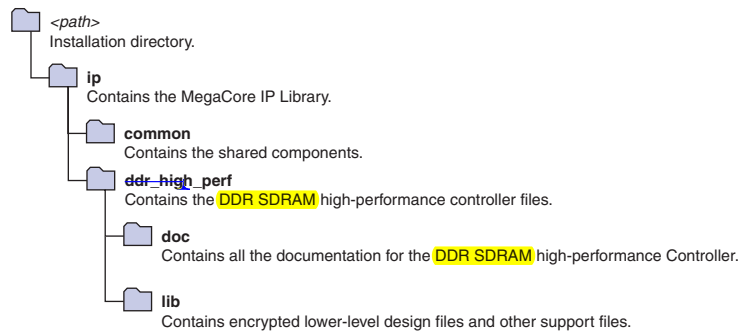 <path>
Installation directory.
ip
Contains the MegaCore IP Library.
common
Contains the shared components.
ddr_high_perf
Contains the DDR SDRAM high-performance controller files.
doc
Contains all the documentation for the DDR SDRAM high-performance Controller.
lib
Contains encrypted lower-level design files and other support files.